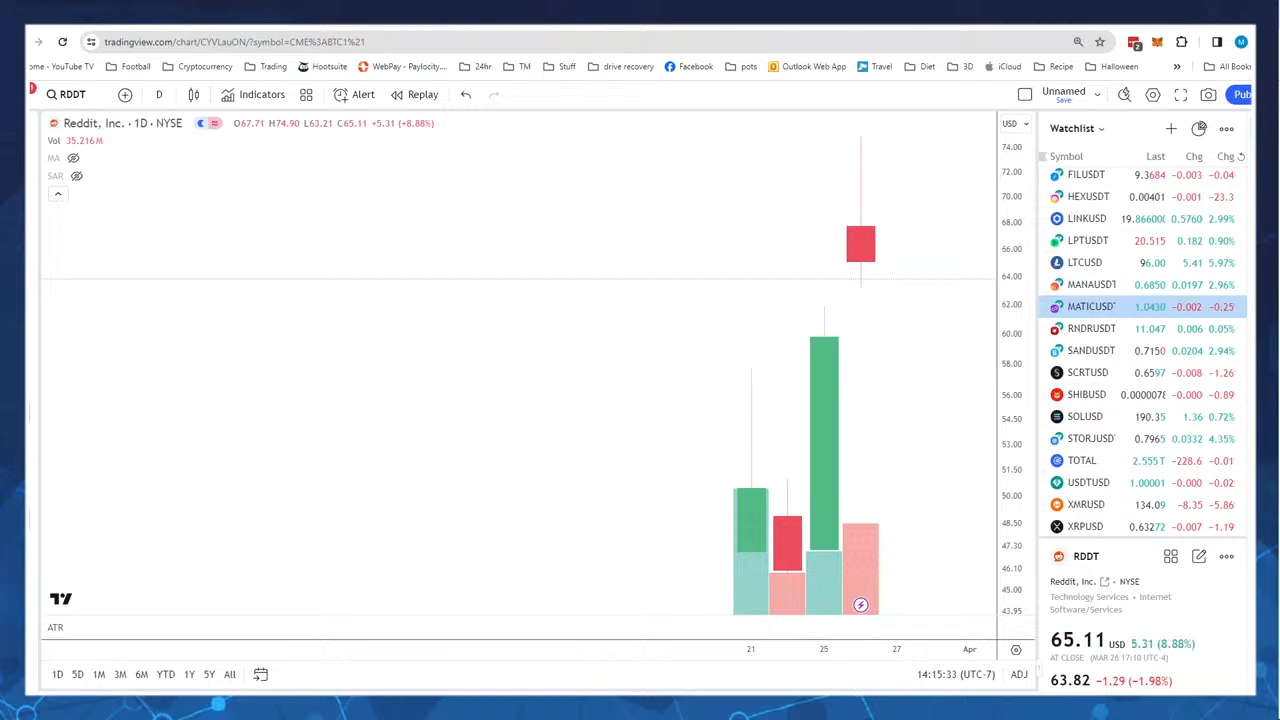 tradingview.com/chart/CYVLauON/?symbol=CME%3ABTC1%21
2
M
ome - YouTube TV Football Cryptocurrency Trading Hootsuite WebPay - Paylocity,... 24hr TM Stuff drive recovery Facebook pots Outlook Web App Travel Diet 3D iCloud Recipe Halloween » All Book
RDDT D Indicators Alert Replay Unnamed Pub
Save
Reddit, Inc. · 1D · NYSE O67.71 H74.90 L63.21 C65.11 +5.31 (+8.88%) USD
Vol 35.216M
MA
SAR
74.00
72.00
70.00
68.00
66.00
64.00
62.00
60.00
58.00
56.00
54.50
53.00
51.50
50.00
48.50
47.30
46.10
45.00
43.95
ATR
21 25 27 Apr
1D 5D 1M 3M 6M YTD 1Y 5Y All 14:15:33 (UTC-7) ADJ
Watchlist
Symbol Last Chg Chg
FILUSDT 9.3684 −0.003 −0.04
HEXUSDT 0.00401 −0.001 −23.3
LINKUSD 19.866000 0.5760 2.99%
LPTUSDT 20.515 0.182 0.90%
LTCUSD 96.00 5.41 5.97%
MANAUSDT 0.6850 0.0197 2.96%
MATICUSD 1.0430 −0.002 −0.25
RNDRUSDT 11.047 0.006 0.05%
SANDUSDT 0.7150 0.0204 2.94%
SCRTUSD 0.6597 −0.008 −1.26
SHIBUSD 0.0000078 −0.000 −0.89
SOLUSD 190.35 1.36 0.72%
STORJUSD 0.7965 0.0332 4.35%
TOTAL 2.555T −228.6 −0.01
USDTUSD 1.00001 −0.000 −0.02
XMRUSD 134.09 −8.35 −5.86
XRPUSD 0.63272 −0.007 −1.19
RDDT
Reddit, Inc. · NYSE
Technology Services • Internet
Software/Services
65.11 USD 5.31 (8.88%)
AT CLOSE (MAR 26 17:10 UTC-4)
63.82 −1.29 (−1.98%)